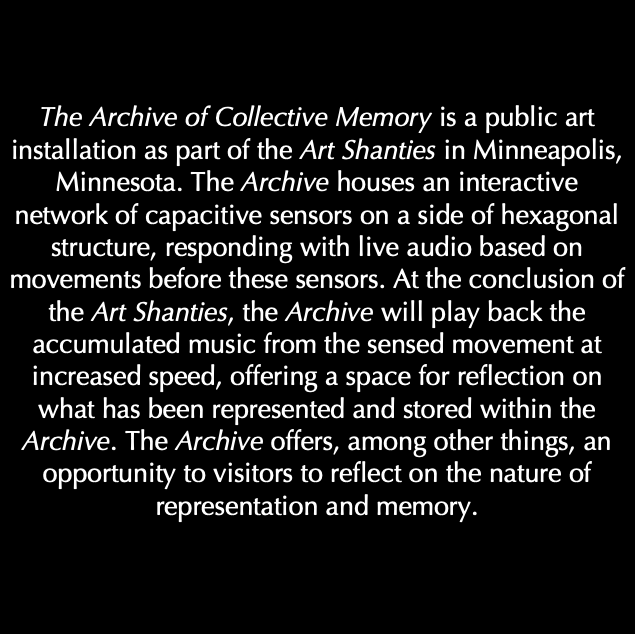 The Archive of Collective Memory is a public art
installation as part of the Art Shanties in Minneapolis,
Minnesota. The Archive houses an interactive
network of capacitive sensors on a side of hexagonal
structure, responding with live audio based on
movements before these sensors. At the conclusion of
the Art Shanties, the Archive will play back the
accumulated music from the sensed movement at
increased speed, offering a space for reflection on
what has been represented and stored within the
Archive. The Archive offers, among other things, an
opportunity to visitors to reflect on the nature of
representation and memory.